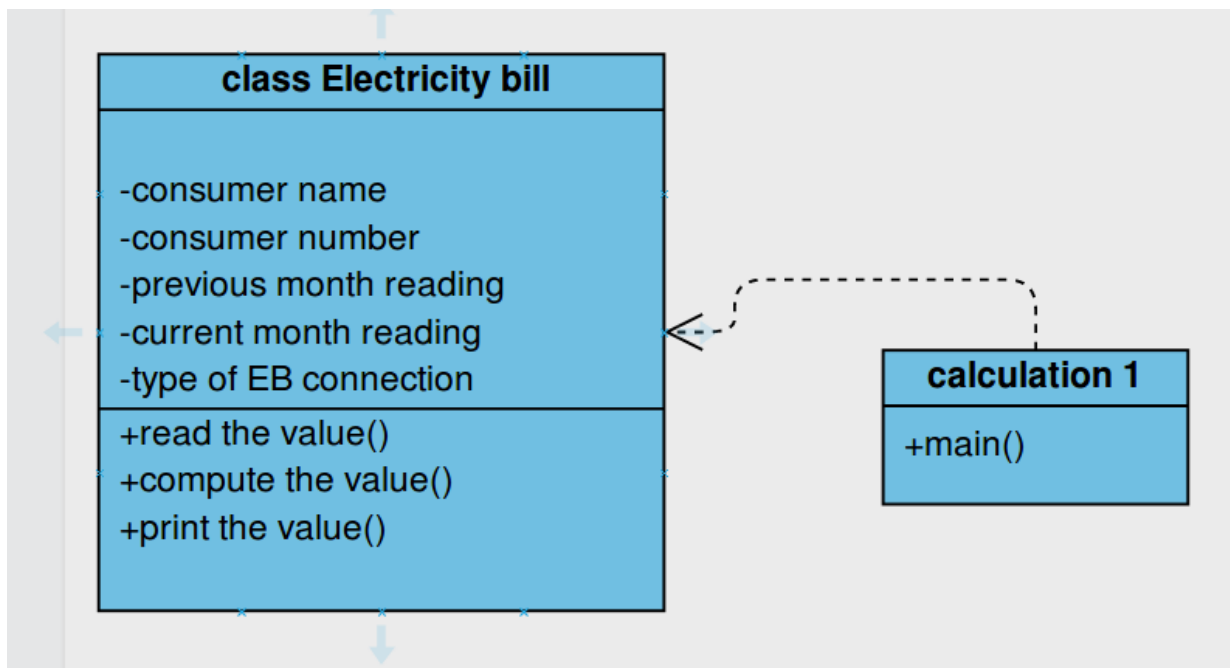 class Electricity bill
-consumer name
-consumer number
-previous month reading
-current month reading
-type of EB connection
+read the value()
+compute the value()
+print the value()
calculation 1
+main()